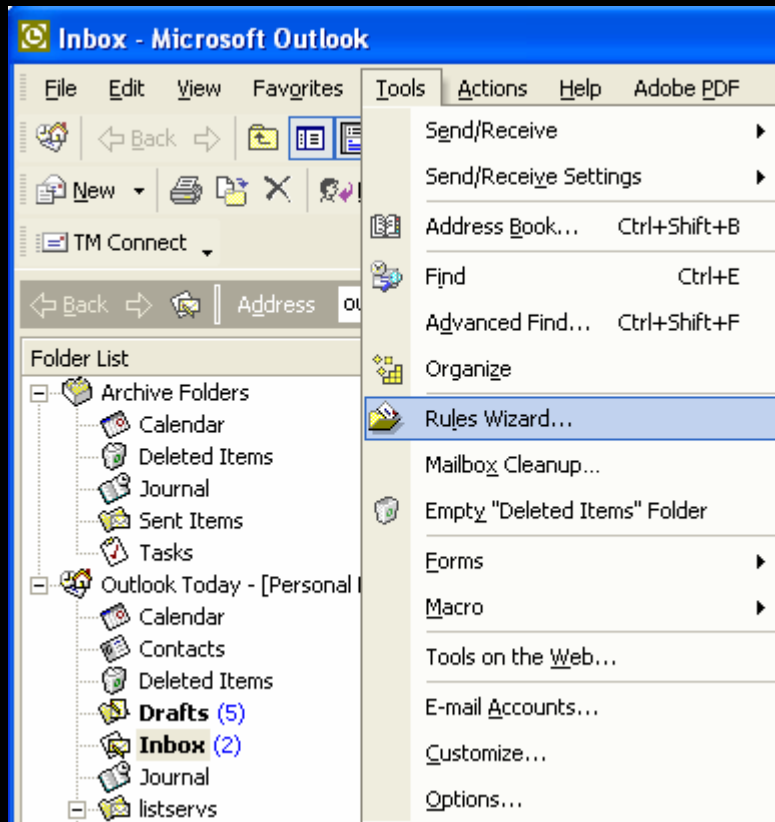 Inbox - Microsoft Outlook
File Edit View Favorites Tools Actions Help Adobe PDF
Back
New
TM Connect
Back Address
Folder List
Archive Folders
Calendar
Deleted Items
Journal
Sent Items
Tasks
Outlook Today - [Personal
Calendar
Contacts
Deleted Items
Drafts (5)
Inbox (2)
Journal
listservs
Send/Receive
Send/Receive Settings
Address Book... Ctrl+Shift+B
Find Ctrl+E
Advanced Find... Ctrl+Shift+F
Organize
Rules Wizard...
Mailbox Cleanup...
Empty "Deleted Items" Folder
Forms
Macro
Tools on the Web...
E-mail Accounts...
Customize...
Options...